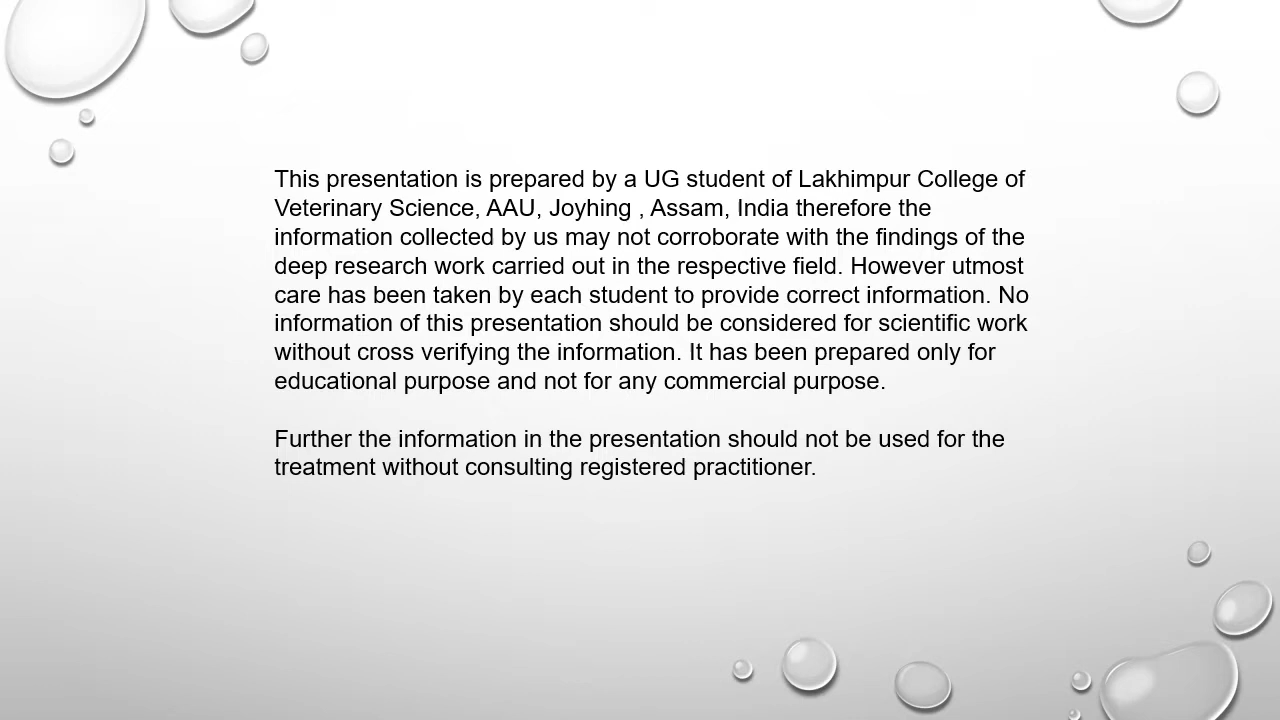 This presentation is prepared by a UG student of Lakhimpur College of
Veterinary Science, AAU, Joyhing , Assam, India therefore the
information collected by us may not corroborate with the findings of the
deep research work carried out in the respective field. However utmost
care has been taken by each student to provide correct information. No
information of this presentation should be considered for scientific work
without cross verifying the information. It has been prepared only for
educational purpose and not for any commercial purpose.
Further the information in the presentation should not be used for the
treatment without consulting registered practitioner.